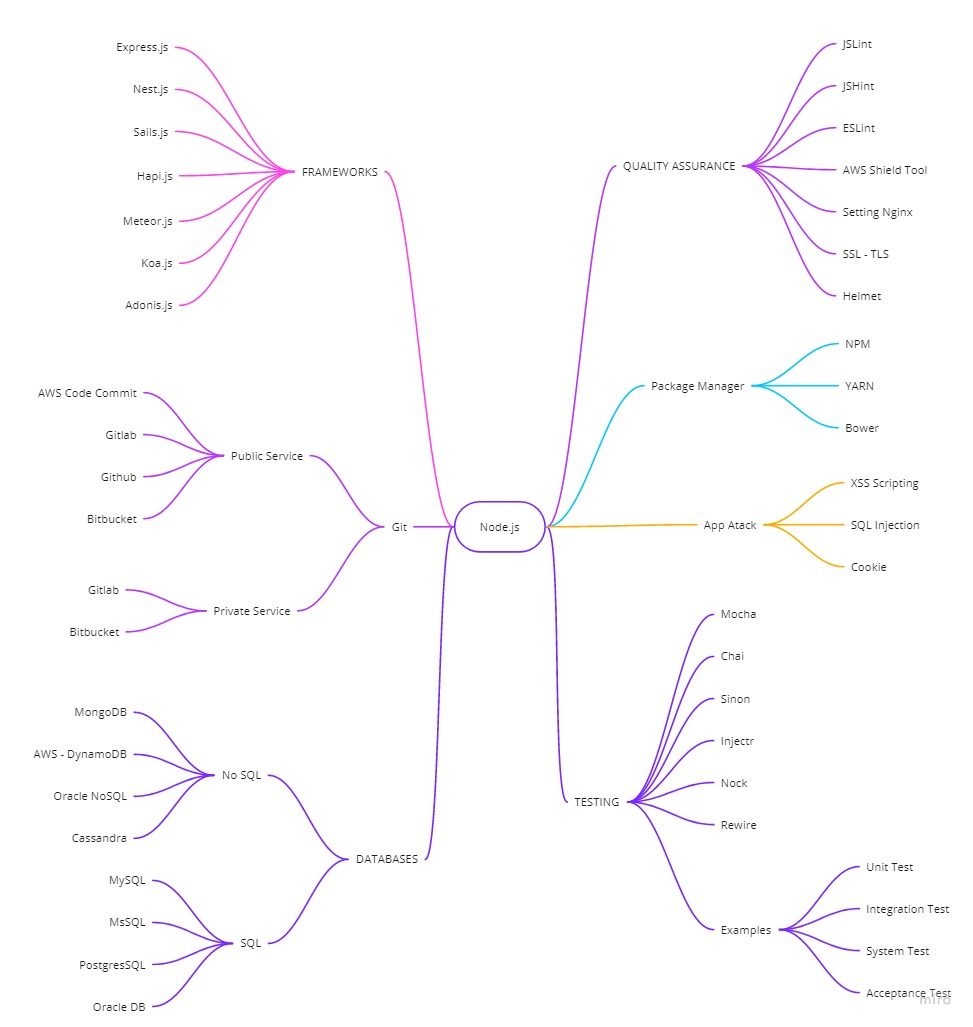 Node.js
FRAMEWORKS
Express.js
Nest.js
Sails.js
Hapi.js
Meteor.js
Koa.js
Adonis.js
Git
Public Service
AWS Code Commit
Gitlab
Github
Bitbucket
Private Service
Gitlab
Bitbucket
DATABASES
No SQL
MongoDB
AWS - DynamoDB
Oracle NoSQL
Cassandra
SQL
MySQL
MsSQL
PostgresSQL
Oracle DB
QUALITY ASSURANCE
JSLint
JSHint
ESLint
AWS Shield Tool
Setting Nginx
SSL - TLS
Helmet
Package Manager
NPM
YARN
Bower
App Atack
XSS Scripting
SQL Injection
Cookie
TESTING
Mocha
Chai
Sinon
Injectr
Nock
Rewire
Examples
Unit Test
Integration Test
System Test
Acceptance Test
miro